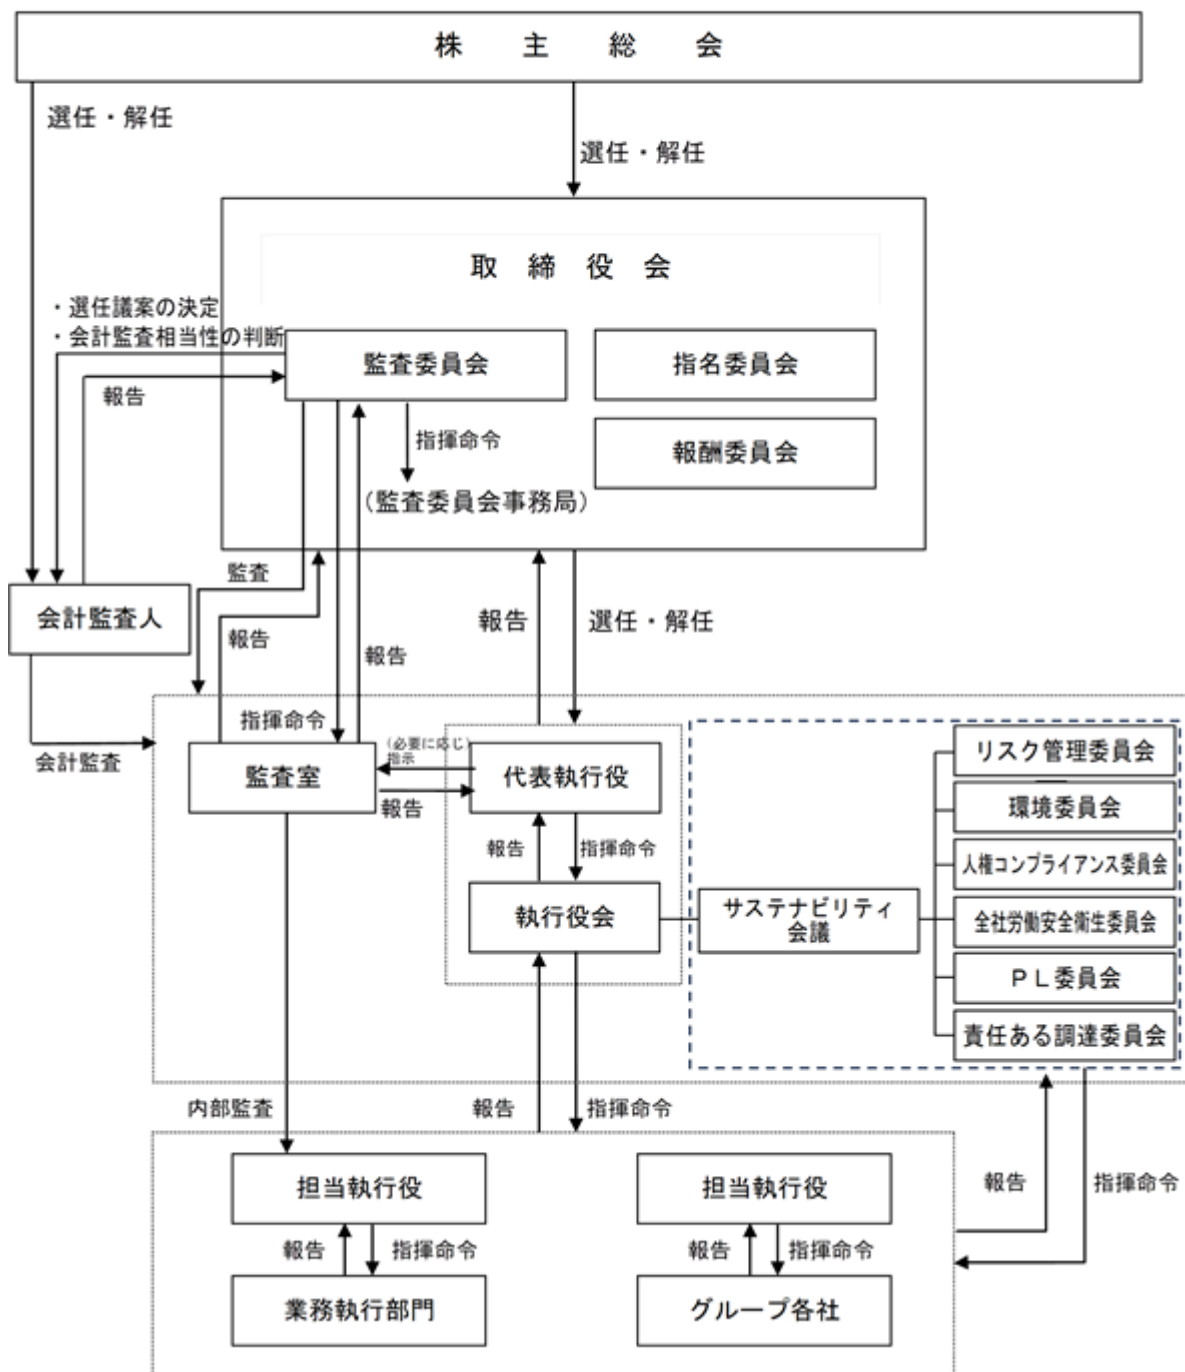 株主総会
選任・解任
選任・解任
取締役会
・選任議案の決定
・会計監査相当性の判断
監査委員会
指名委員会
報告
報酬委員会
指揮命令
(監査委員会事務局)
監査
会計監査人
報告
報告
報告
選任・解任
指揮命令
会計監査
監査室
(必要に応じ)
指示
報告
代表執行役
リスク管理委員会
環境委員会
報告
指揮命令
人権コンプライアンス委員会
執行役会
サステナビリティ
会議
全社労働安全衛生委員会
PL委員会
責任ある調達委員会
内部監査
報告
指揮命令
担当執行役
担当執行役
報告
指揮命令
報告
指揮命令
報告
指揮命令
業務執行部門
グループ各社